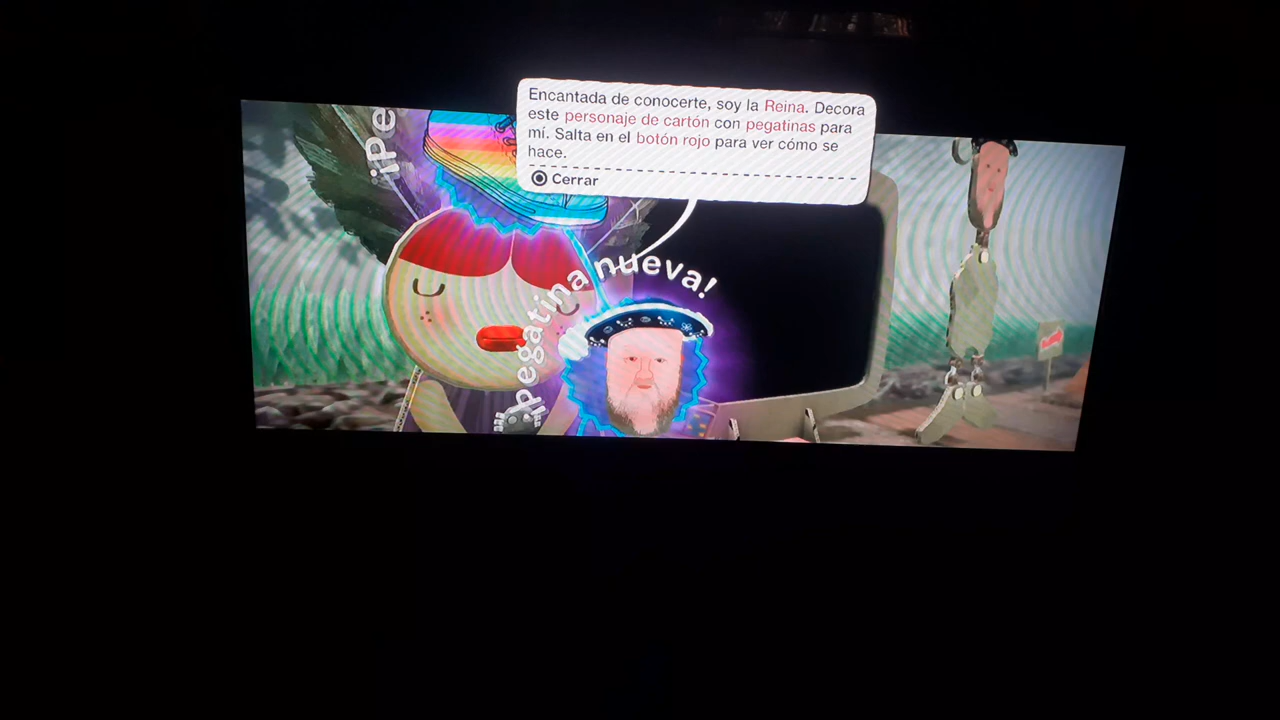 Encantada de conocerte, soy la Reina. Decora
este personaje de cartón con pegatinas para
mí. Salta en el botón rojo para ver cómo se
hace.
Cerrar
¡Pe
¡pegatina nueva!